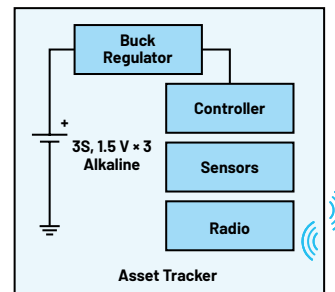 Buck
Regulator
Controller
+
3S, 1.5 V × 3
Alkaline
Sensors
Radio
Asset Tracker